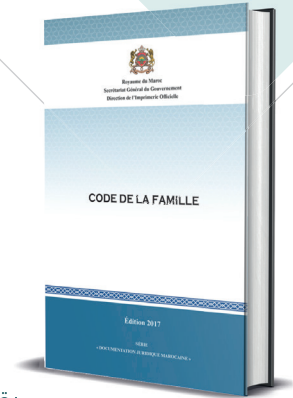 Royaume du Maroc
Secrétariat Général du Gouvernement
Direction de l'Imprimerie Officielle
CODE DE LA FAMILLE
Édition 2017
SÉRIE
« DOCUMENTATION JURIDIQUE MAROCAINE »